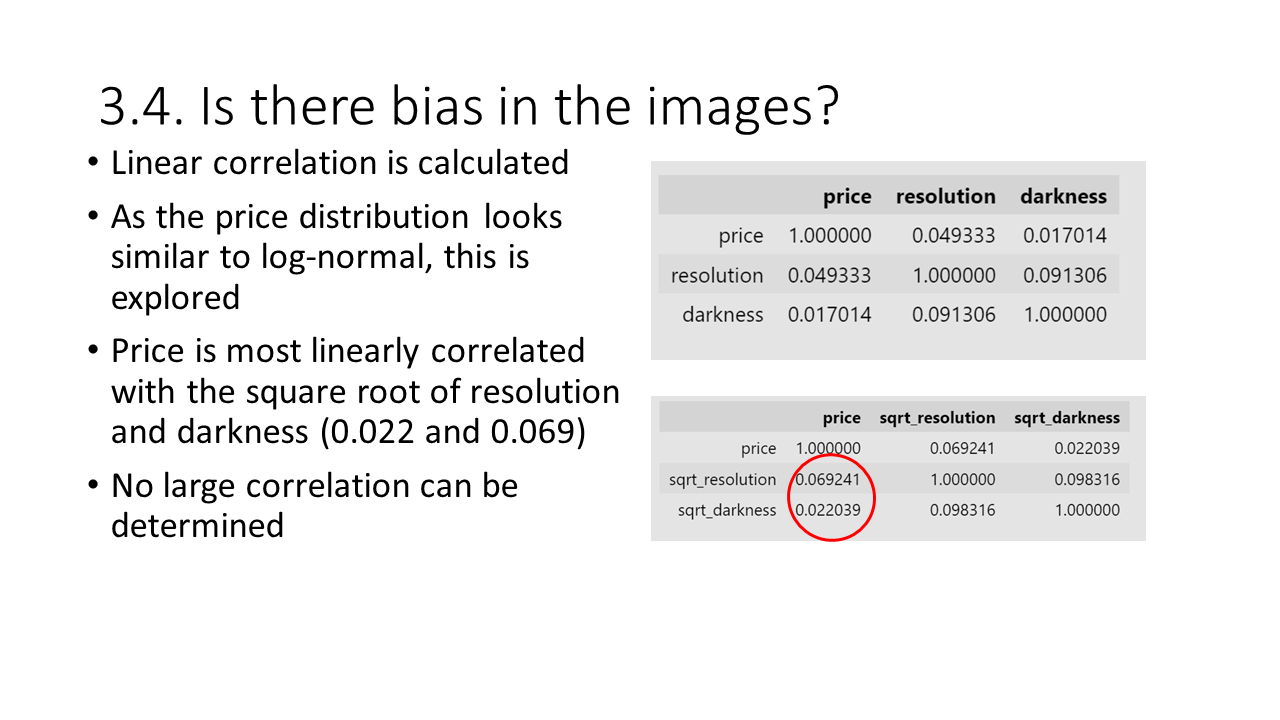 3.4. Is there bias in the images?
• Linear correlation is calculated
• As the price distribution looks
similar to log-normal, this is
explored
• Price is most linearly correlated
with the square root of resolution
and darkness (0.022 and 0.069)
• No large correlation can be
determined
price resolution darkness
price 1.000000 0.049333 0.017014
resolution 0.049333 1.000000 0.091306
darkness 0.017014 0.091306 1.000000
price sqrt_resolution sqrt_darkness
price 1.000000 0.069241 0.022039
sqrt_resolution 0.069241 1.000000 0.098316
sqrt_darkness 0.022039 0.098316 1.000000